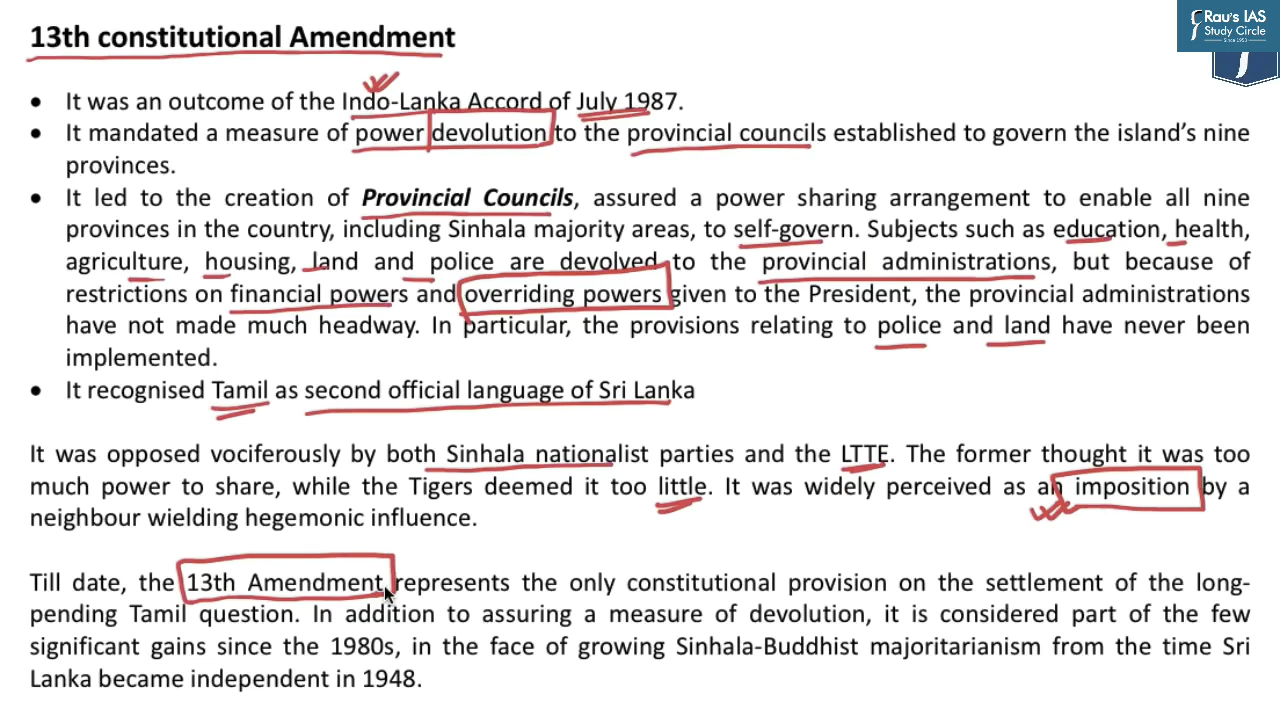 13th constitutional Amendment
Rau's IAS
Study Circle
Since 1953
• It was an outcome of the Indo-Lanka Accord of July 1987.
• It mandated a measure of power devolution to the provincial councils established to govern the island's nine
provinces.
• It led to the creation of Provincial Councils, assured a power sharing arrangement to enable all nine
provinces in the country, including Sinhala majority areas, to self-govern. Subjects such as education, health,
agriculture, housing, land and police are devolved to the provincial administrations, but because of
restrictions on financial powers and overriding powers given to the President, the provincial administrations
have not made much headway. In particular, the provisions relating to police and land have never been
implemented.
• It recognised Tamil as second official language of Sri Lanka
It was opposed vociferously by both Sinhala nationalist parties and the LTTE. The former thought it was too
much power to share, while the Tigers deemed it too little. It was widely perceived as an imposition by a
neighbour wielding hegemonic influence.
Till date, the 13th Amendment represents the only constitutional provision on the settlement of the long-
pending Tamil question. In addition to assuring a measure of devolution, it is considered part of the few
significant gains since the 1980s, in the face of growing Sinhala-Buddhist majoritarianism from the time Sri
Lanka became independent in 1948.